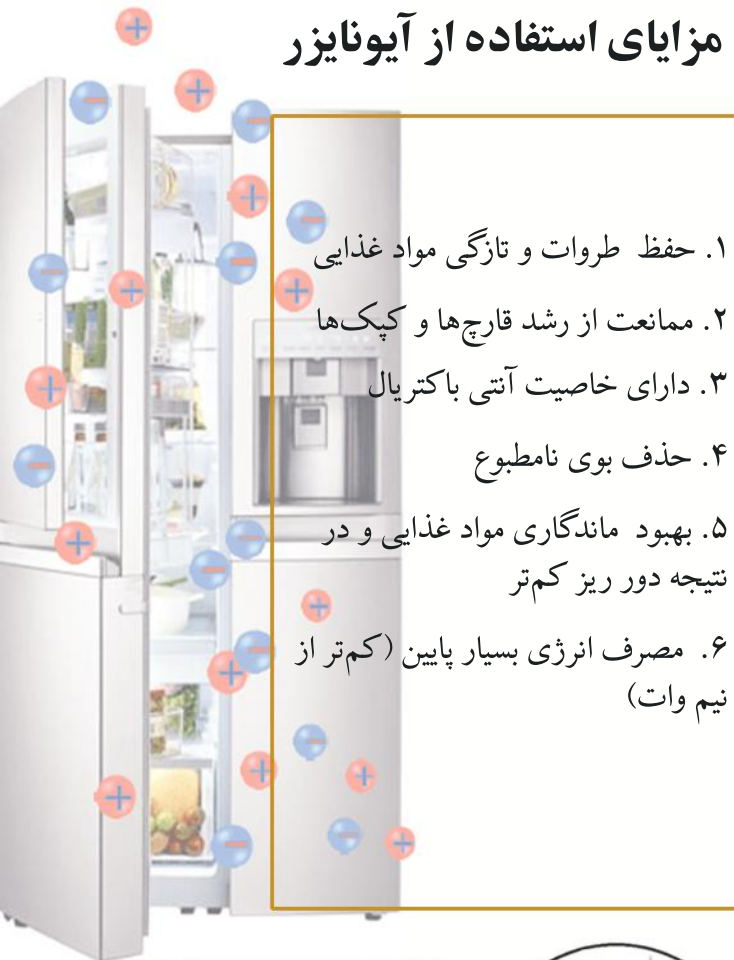 مزایای استفاده از آیونایزر
۱. حفظ طروات و تازگی مواد غذایی
۲. ممانعت از رشد قارچ‌ها و کپک‌ها
۳. دارای خاصیت آنتی باکتریال
۴. حذف بوی نامطبوع
۵. بهبود ماندگاری مواد غذایی و در
نتیجه دور ریز کم‌تر
۶. مصرف انرژی بسیار پایین (کم‌تر از
نیم وات)